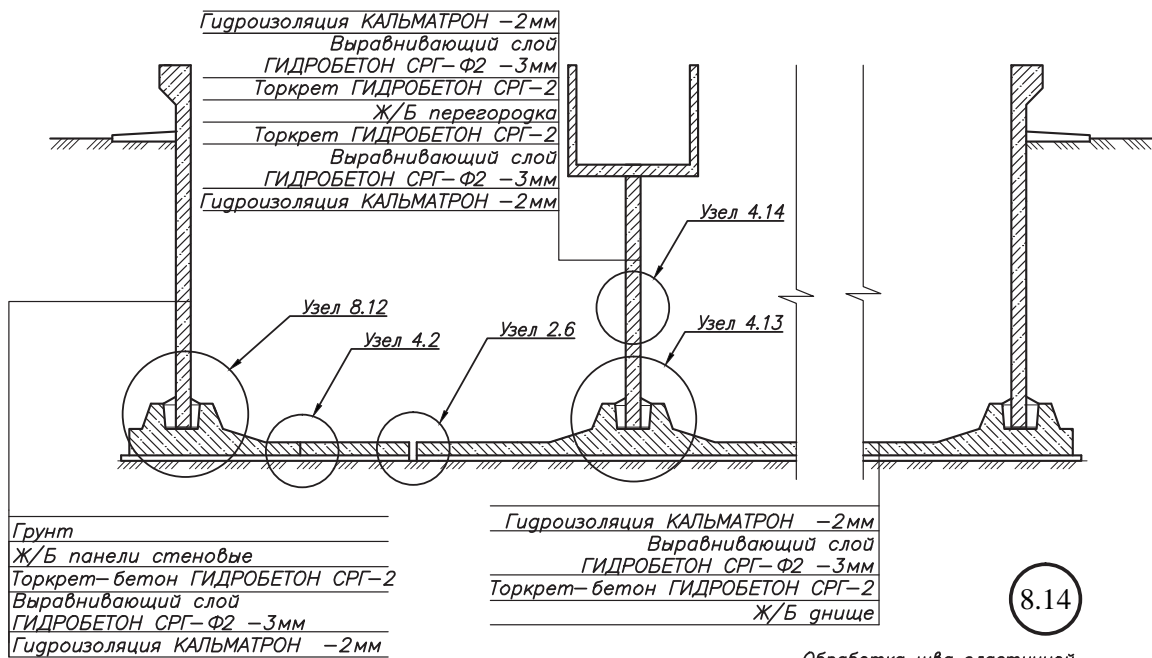 Гидроизоляция КАЛЬМАТРОН -2мм
Выравнивающий слой
ГИДРОБЕТОН СРГ-Ф2 -3мм
Торкрет ГИДРОБЕТОН СРГ-2
Ж/Б перегородка
Торкрет ГИДРОБЕТОН СРГ-2
Выравнивающий слой
ГИДРОБЕТОН СРГ-Ф2 -3мм
Гидроизоляция КАЛЬМАТРОН -2мм
Узел 4.14
Узел 8.12
Узел 4.2
Узел 2.6
Узел 4.13
Грунт
Ж/Б панели стеновые
Торкрет-бетон ГИДРОБЕТОН СРГ-2
Выравнивающий слой
ГИДРОБЕТОН СРГ-Ф2 -3мм
Гидроизоляция КАЛЬМАТРОН -2мм
Гидроизоляция КАЛЬМАТРОН -2мм
Выравнивающий слой
ГИДРОБЕТОН СРГ-Ф2 -3мм
Торкрет-бетон ГИДРОБЕТОН СРГ-2
Ж/Б днище
8.14
Обработка шва эластичной